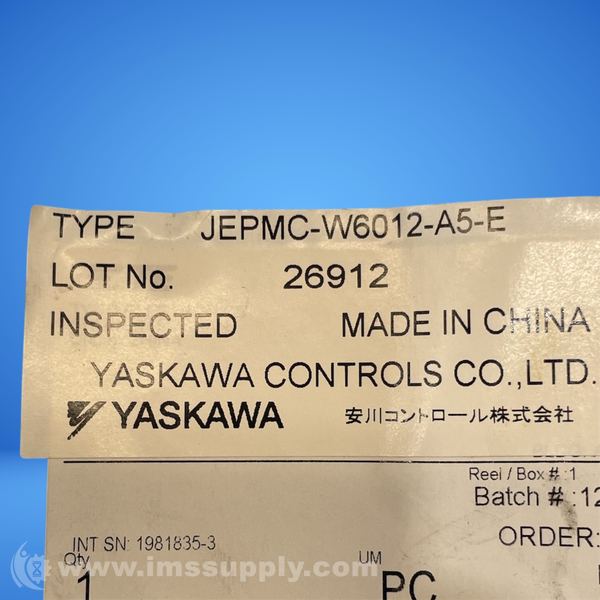 TYPE JEPMC-W6012-A5-E
LOT No. 26912
INSPECTED MADE IN CHINA
YASKAWA CONTROLS CO.,LTD.
YASKAWA 安川コントロール株式会社
Reel / Box # :1
Batch # :12
ORDER:
INT SN: 1981835-3
Qty UM
1 PC
www.imssupply.com